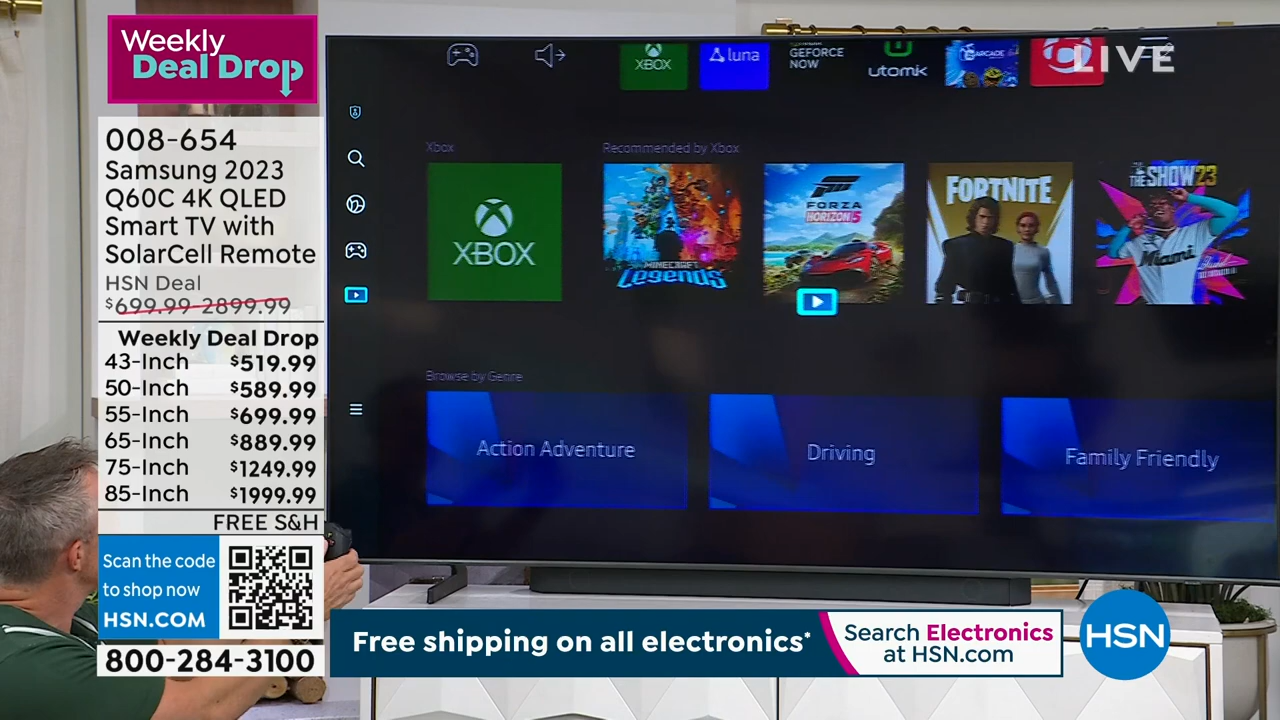 Weekly
Deal Drop
008-654
Samsung 2023
Q60C 4K QLED
Smart TV with
SolarCell Remote
HSN Deal
$699.99-2899.99
Weekly Deal Drop
43-Inch $519.99
50-Inch $589.99
55-Inch $699.99
65-Inch $889.99
75-Inch $1249.99
85-Inch $1999.99
FREE S&H
Scan the code
to shop now
HSN.COM
800-284-3100
LIVE
XBOX
luna
GEFORCE
NOW
utomik
ARCADE
Xbox
Recommended by Xbox
XBOX
MINECRAFT
Legends
FORZA
HORIZON 5
FORTNITE
THE SHOW 23
Miami
Browse by Genre
Action Adventure
Driving
Family Friendly
Free shipping on all electronics*
Search Electronics
at HSN.com
HSN